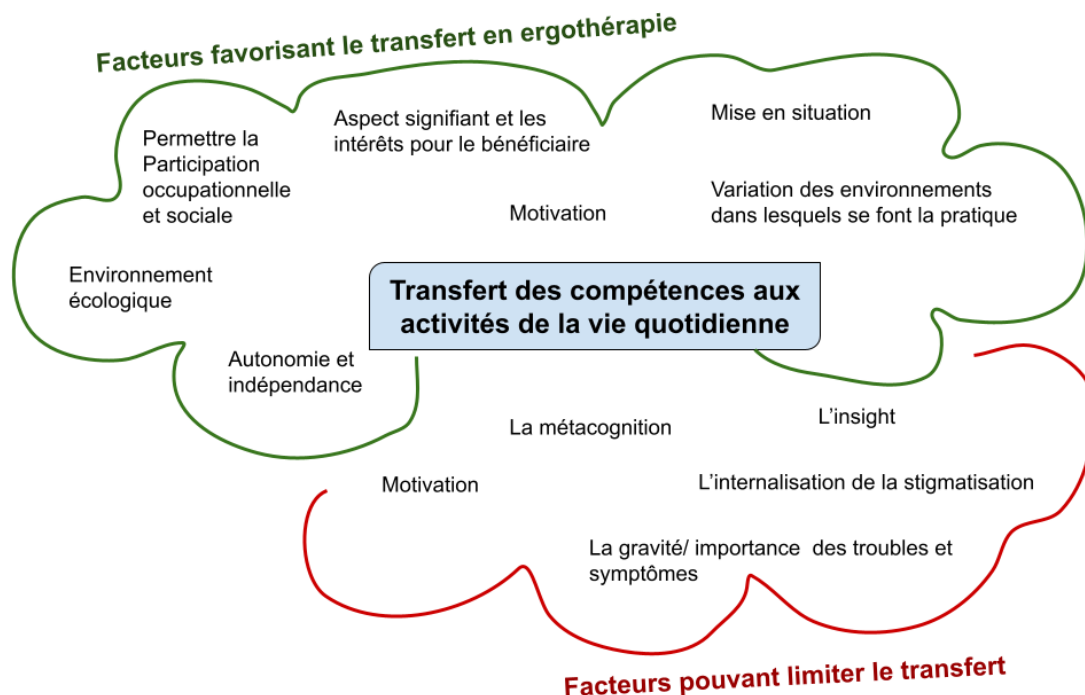 Facteurs favorisant le transfert en ergothérapie
Permettre la
Participation
occupationnelle
et sociale
Aspect signifiant et les
intérêts pour le bénéficiaire
Mise en situation
Motivation
Variation des environnements
dans lesquels se font la pratique
Environnement
écologique
Transfert des compétences aux
activités de la vie quotidienne
Autonomie et
indépendance
La métacognition
L'insight
Motivation
L'internalisation de la stigmatisation
La gravité/ importance  des troubles et
symptômes
Facteurs pouvant limiter le transfert